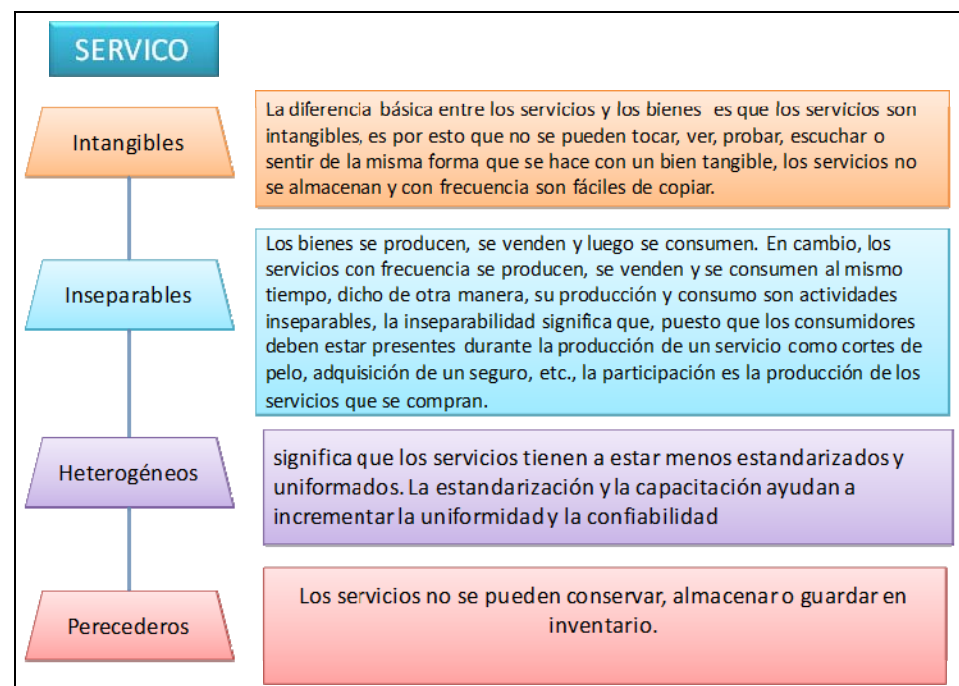 SERVICO
Intangibles
La diferencia básica entre los servicios y los bienes es que los servicios son
intangibles, es por esto que no se pueden tocar, ver, probar, escuchar o
sentir de la misma forma que se hace con un bien tangible, los servicios no
se almacenan y con frecuencia son fáciles de copiar.
Inseparables
Los bienes se producen, se venden y luego se consumen. En cambio, los
servicios con frecuencia se producen, se venden y se consumen al mismo
tiempo, dicho de otra manera, su producción y consumo son actividades
inseparables, la inseparabilidad significa que, puesto que los consumidores
deben estar presentes durante la producción de un servicio como cortes de
pelo, adquisición de un seguro, etc., la participación es la producción de los
servicios que se compran.
Heterogéneos
significa que los servicios tienen a estar menos estandarizados y
uniformados. La estandarización y la capacitación ayudan a
incrementar la uniformidad y la confiabilidad
Perecederos
Los servicios no se pueden conservar, almacenar o guardar en
inventario.